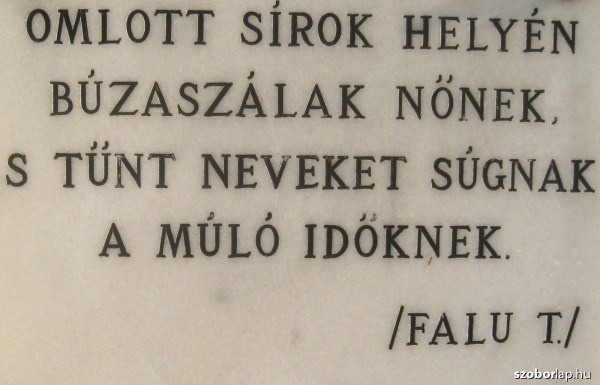 OMLOTT SÍROK HELYÉN
BÚZASZÁLAK NŐNEK,
S TŰNT NEVEKET SÚGNAK
A MÚLÓ IDŐKNEK.
/FALU T./
szoborlap.hu